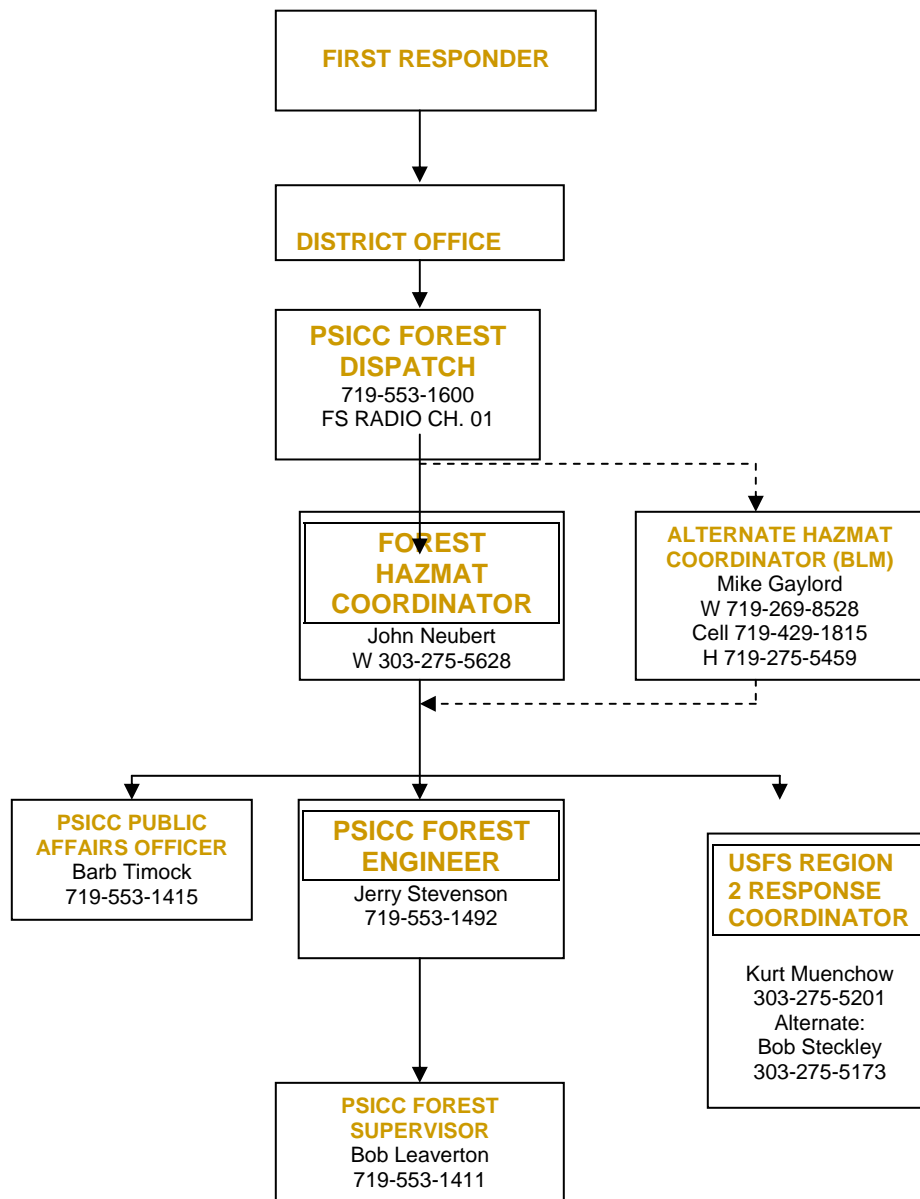 FIRST RESPONDER
DISTRICT OFFICE
PSICC FOREST
DISPATCH
719-553-1600
FS RADIO CH. 01
FOREST
HAZMAT
COORDINATOR
John Neubert
W 303-275-5628
ALTERNATE HAZMAT
COORDINATOR (BLM)
Mike Gaylord
W 719-269-8528
Cell 719-429-1815
H 719-275-5459
PSICC PUBLIC
AFFAIRS OFFICER
Barb Timock
719-553-1415
PSICC FOREST
ENGINEER
Jerry Stevenson
719-553-1492
USFS REGION
2 RESPONSE
COORDINATOR
Kurt Muenchow
303-275-5201
Alternate:
Bob Steckley
303-275-5173
PSICC FOREST
SUPERVISOR
Bob Leaverton
719-553-1411